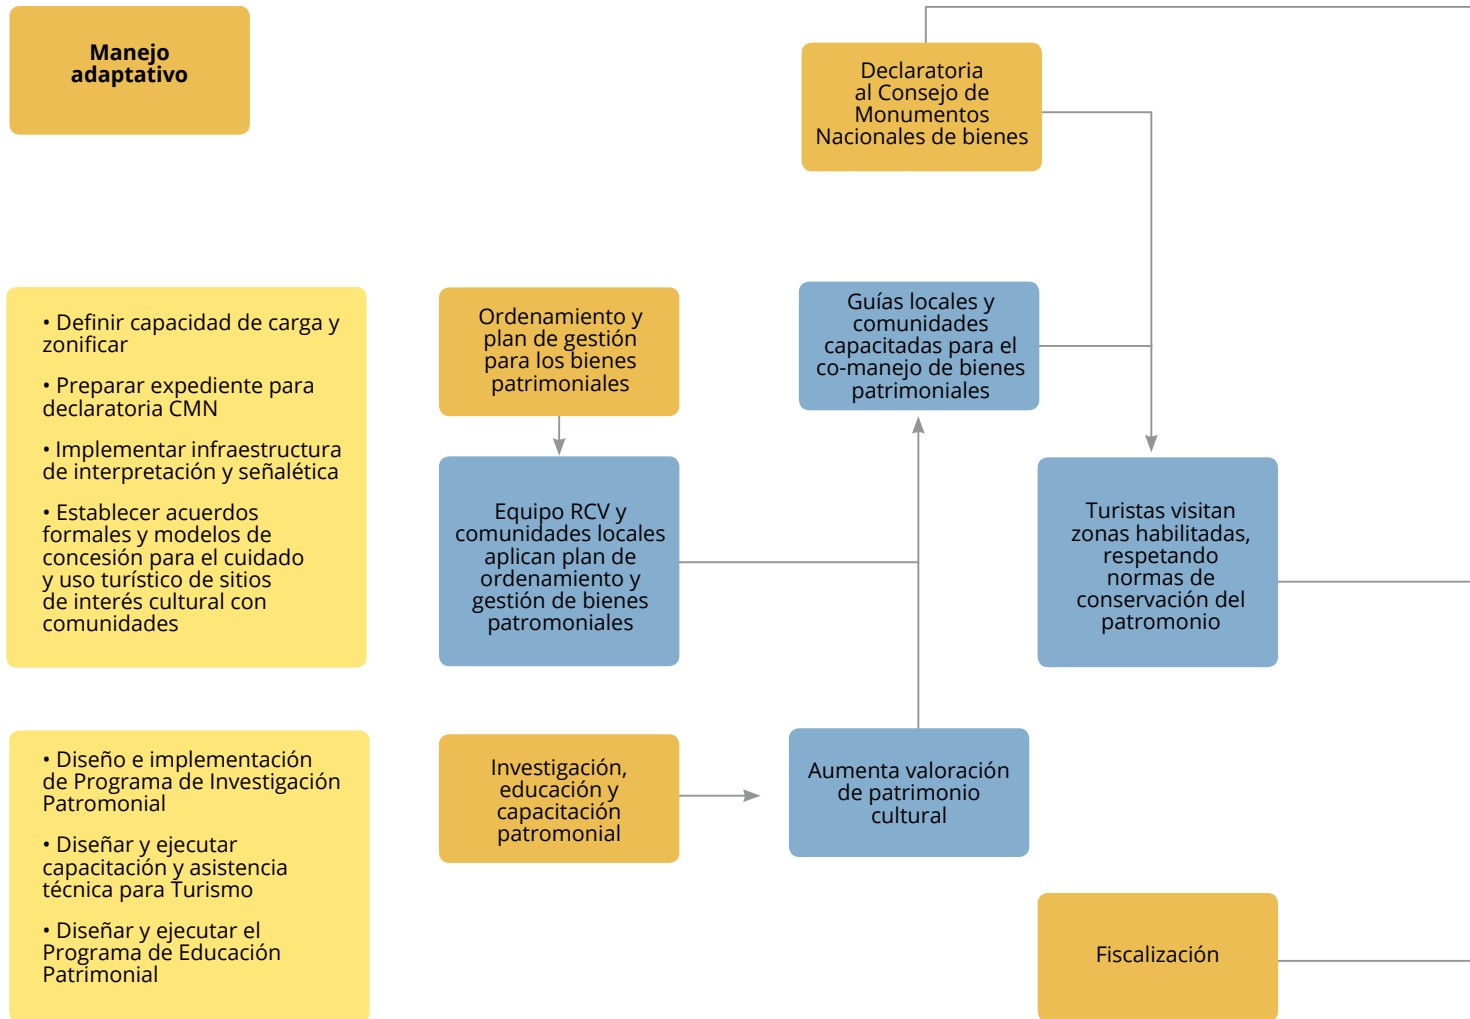 Manejo
adaptativo
Declaratoria
al Consejo de
Monumentos
Nacionales de bienes
• Definir capacidad de carga y
zonificar
• Preparar expediente para
declaratoria CMN
• Implementar infraestructura
de interpretación y señalética
• Establecer acuerdos
formales y modelos de
concesión para el cuidado
y uso turístico de sitios
de interés cultural con
comunidades
Ordenamiento y
plan de gestión
para los bienes
patrimoniales
Guías locales y
comunidades
capacitadas para el
co-manejo de bienes
patrimoniales
Equipo RCV y
comunidades locales
aplican plan de
ordenamiento y
gestión de bienes
patromoniales
Turistas visitan
zonas habilitadas,
respetando
normas de
conservación del
patromonio
• Diseño e implementación
de Programa de Investigación
Patromonial
• Diseñar y ejecutar
capacitación y asistencia
técnica para Turismo
• Diseñar y ejecutar el
Programa de Educación
Patrimonial
Investigación,
educación y
capacitación
patromonial
Aumenta valoración
de patrimonio
cultural
Fiscalización